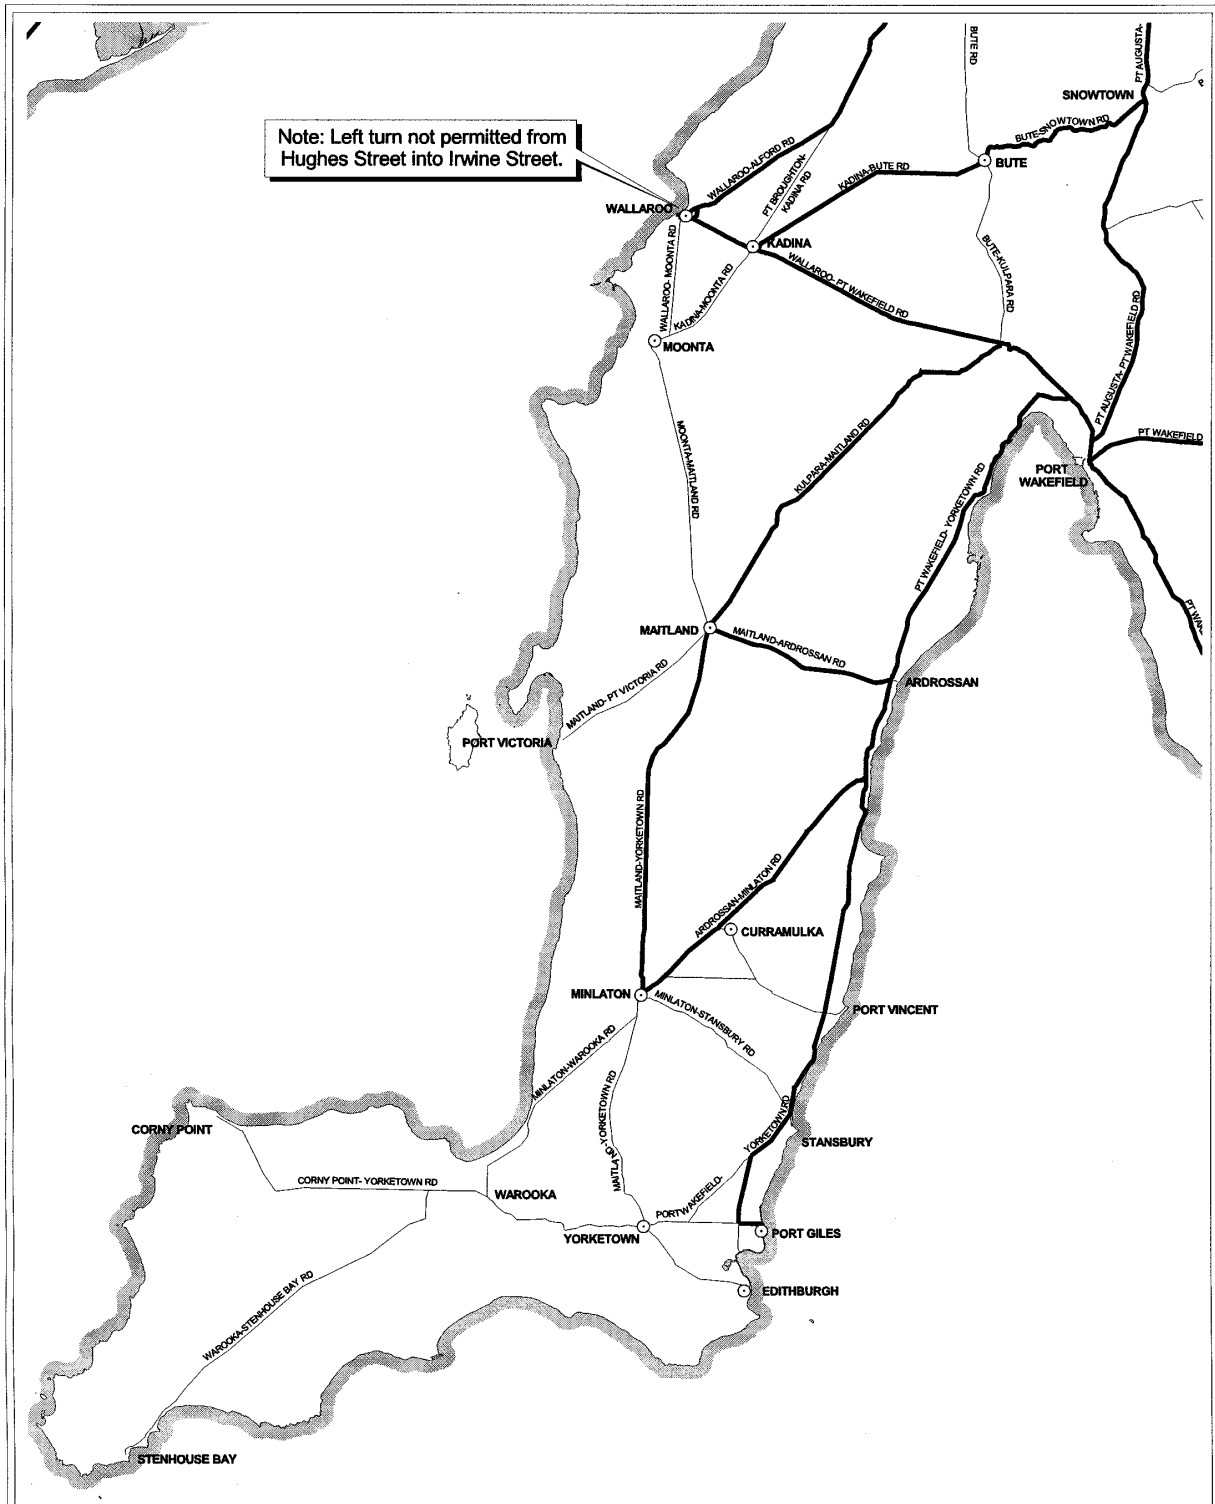 BUTE RD
PT AUGUSTA-
SNOWTOWN
BUTE-SNOWTOWN RD
Note: Left turn not permitted from
Hughes Street into Irwine Street.
WALLAROO-ALFORD RD
PT BROUGHTON-
KADINA RD
KADINA-BUTE RD
BUTE
WALLAROO
KADINA
WALLAROO- MOONTA RD
KADINA-MOONTA RD
WALLAROO- PT WAKEFIELD RD
BUTE-KULPARA RD
PT AUGUSTA- PT WAKEFIELD RD
MOONTA
MOONTA-MAITLAND RD
KULPARA-MAITLAND RD
PT WAKEFIELD
PORT
WAKEFIELD
PT WAKEFIELD- YORKETOWN RD
PT WAK
MAITLAND
MAITLAND-ARDROSSAN RD
ARDROSSAN
MAITLAND- PT VICTORIA RD
PORT VICTORIA
MAITLAND-YORKETOWN RD
ARDROSSAN-MINLATON RD
CURRAMULKA
MINLATON
MINLATON-STANSBURY RD
PORT VINCENT
MINLATON-WAROOKA RD
MAITLAND-YORKETOWN RD
YORKETOWN RD
CORNY POINT
STANSBURY
CORNY POINT- YORKETOWN RD
WAROOKA
PORT WAKEFIELD-
YORKETOWN
PORT GILES
WAROOKA-STENHOUSE BAY RD
EDITHBURGH
STENHOUSE BAY